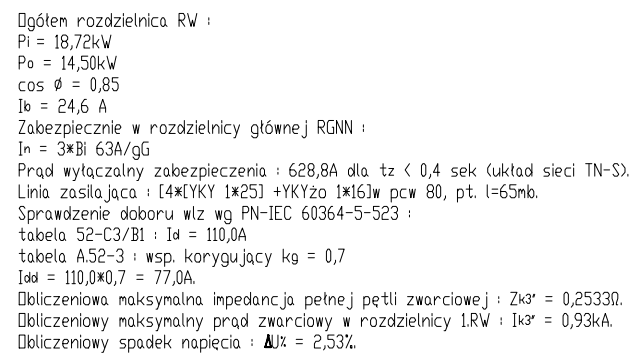 Ogółem rozdzielnica RW :
Pi = 18,72kW
Po = 14,50kW
cos Ø = 0,85
Ib = 24,6 A
Zabezpiecznie w rozdzielnicy głównej RGNN :
In = 3*Bi 63A/gG
Prąd wyłączalny zabezpieczenia : 628,8A dla tz < 0,4 sek (układ sieci TN-S).
Linia zasilająca : [4*[YKY 1*25] +YKYżo 1*16]w pcw 80, pt. l=65mb.
Sprawdzenie doboru wlz wg PN-IEC 60364-5-523 :
tabela 52-C3/B1 : Id = 110,0A
tabela A.52-3 : wsp. korygujący kg = 0,7
Idd = 110,0*0,7 = 77,0A.
Obliczeniowa maksymalna impedancja pełnej pętli zwarciowej : Zk3" = 0,2533Ω.
Obliczeniowy maksymalny prąd zwarciowy w rozdzielnicy 1.RW : Ik3" = 0,93kA.
Obliczeniowy spadek napięcia : ΔU% = 2,53%.